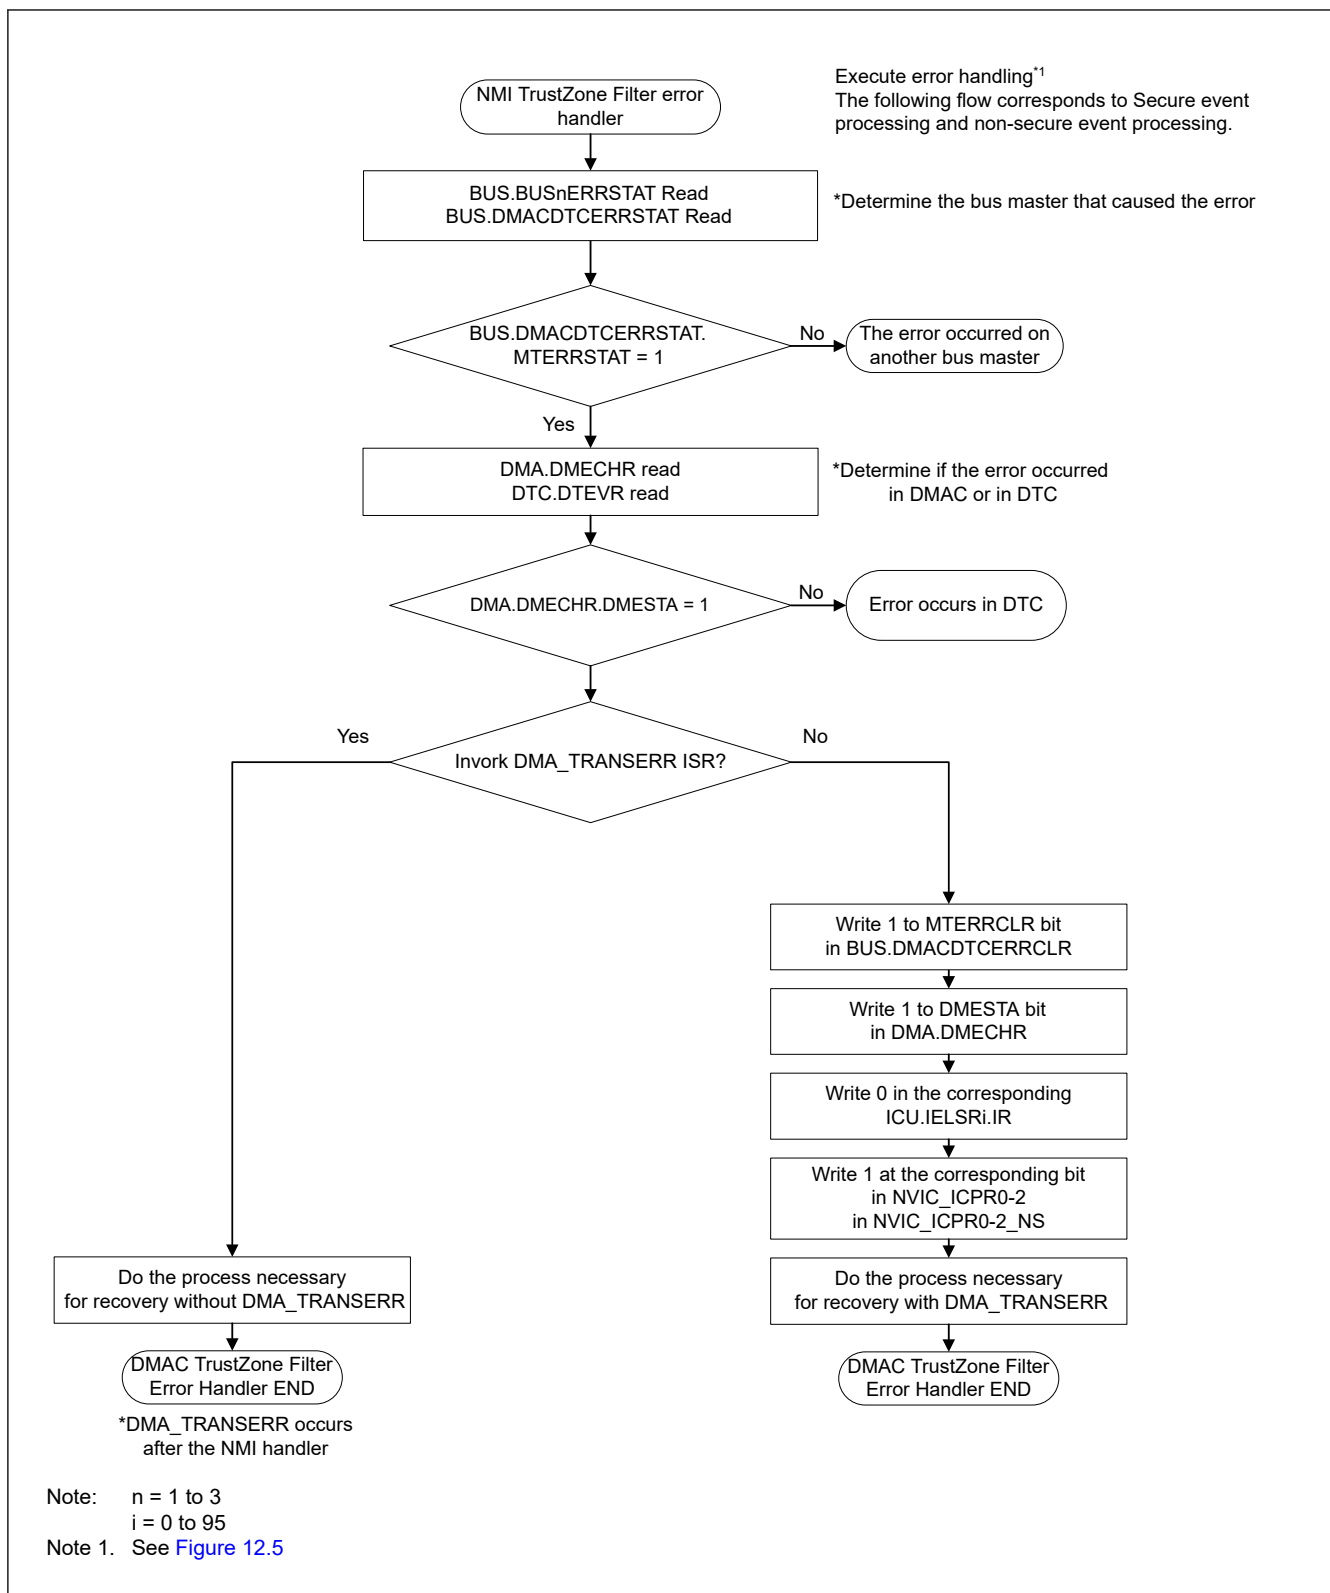 NMI TrustZone Filter error
handler
Execute error handling*1
The following flow corresponds to Secure event
processing and non-secure event processing.
BUS.BUSnERRSTAT Read
BUS.DMACDTCERRSTAT Read
*Determine the bus master that caused the error
BUS.DMACDTCERRSTAT.
MTERRSTAT = 1
No
The error occurred on
another bus master
Yes
DMA.DMECHR read
DTC.DTEVR read
*Determine if the error occurred
in DMAC or in DTC
DMA.DMECHR.DMESTA = 1
No
Error occurs in DTC
Yes
Invork DMA_TRANSERR ISR?
No
Write 1 to MTERRCLR bit
in BUS.DMACDTCERRCLR
Write 1 to DMESTA bit
in DMA.DMECHR
Write 0 in the corresponding
ICU.IELSRi.IR
Write 1 at the corresponding bit
in NVIC_ICPR0-2
in NVIC_ICPR0-2_NS
Do the process necessary
for recovery without DMA_TRANSERR
Do the process necessary
for recovery with DMA_TRANSERR
DMAC TrustZone Filter
Error Handler END
DMAC TrustZone Filter
Error Handler END
*DMA_TRANSERR occurs
after the NMI handler
Note: n = 1 to 3
i = 0 to 95
Note 1. See Figure 12.5